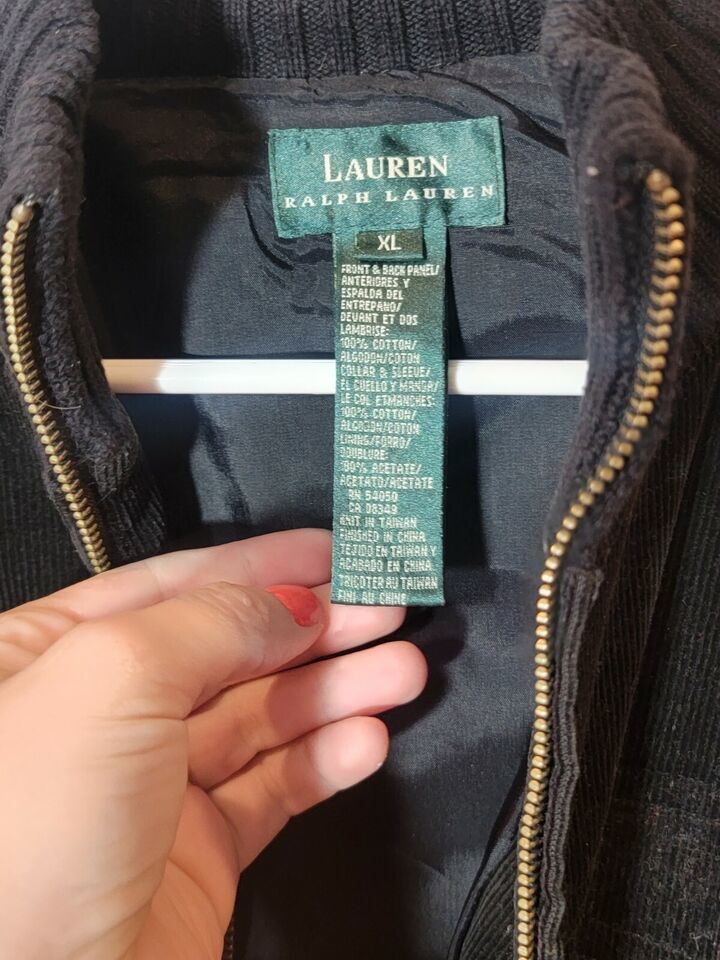 LAUREN
RALPH LAUREN
XL
FRONT & BACK PANEL/
ANTERIORES Y
ESPALDA DEL
ENTREPANO/
DEVANT ET DOS
LAMBRISE:
100% COTTON/
ALGODON/COTON
COLLAR & SLEEVE/
EL CUELLO Y MANGA/
LE COL ETMANCHES:
100% COTTON/
ALGODON/COTON
LINING/FORRO/
DOUBLURE:
100% ACETATE/
ACETATO/ACETATE
RN 54050
CA 08349
KNIT IN TAIWAN
FINISHED IN CHINA
TEJIDO EN TAIWAN Y
ACABADO EN CHINA
TRICOTER AU TAIWAN
FINI AU CHINE